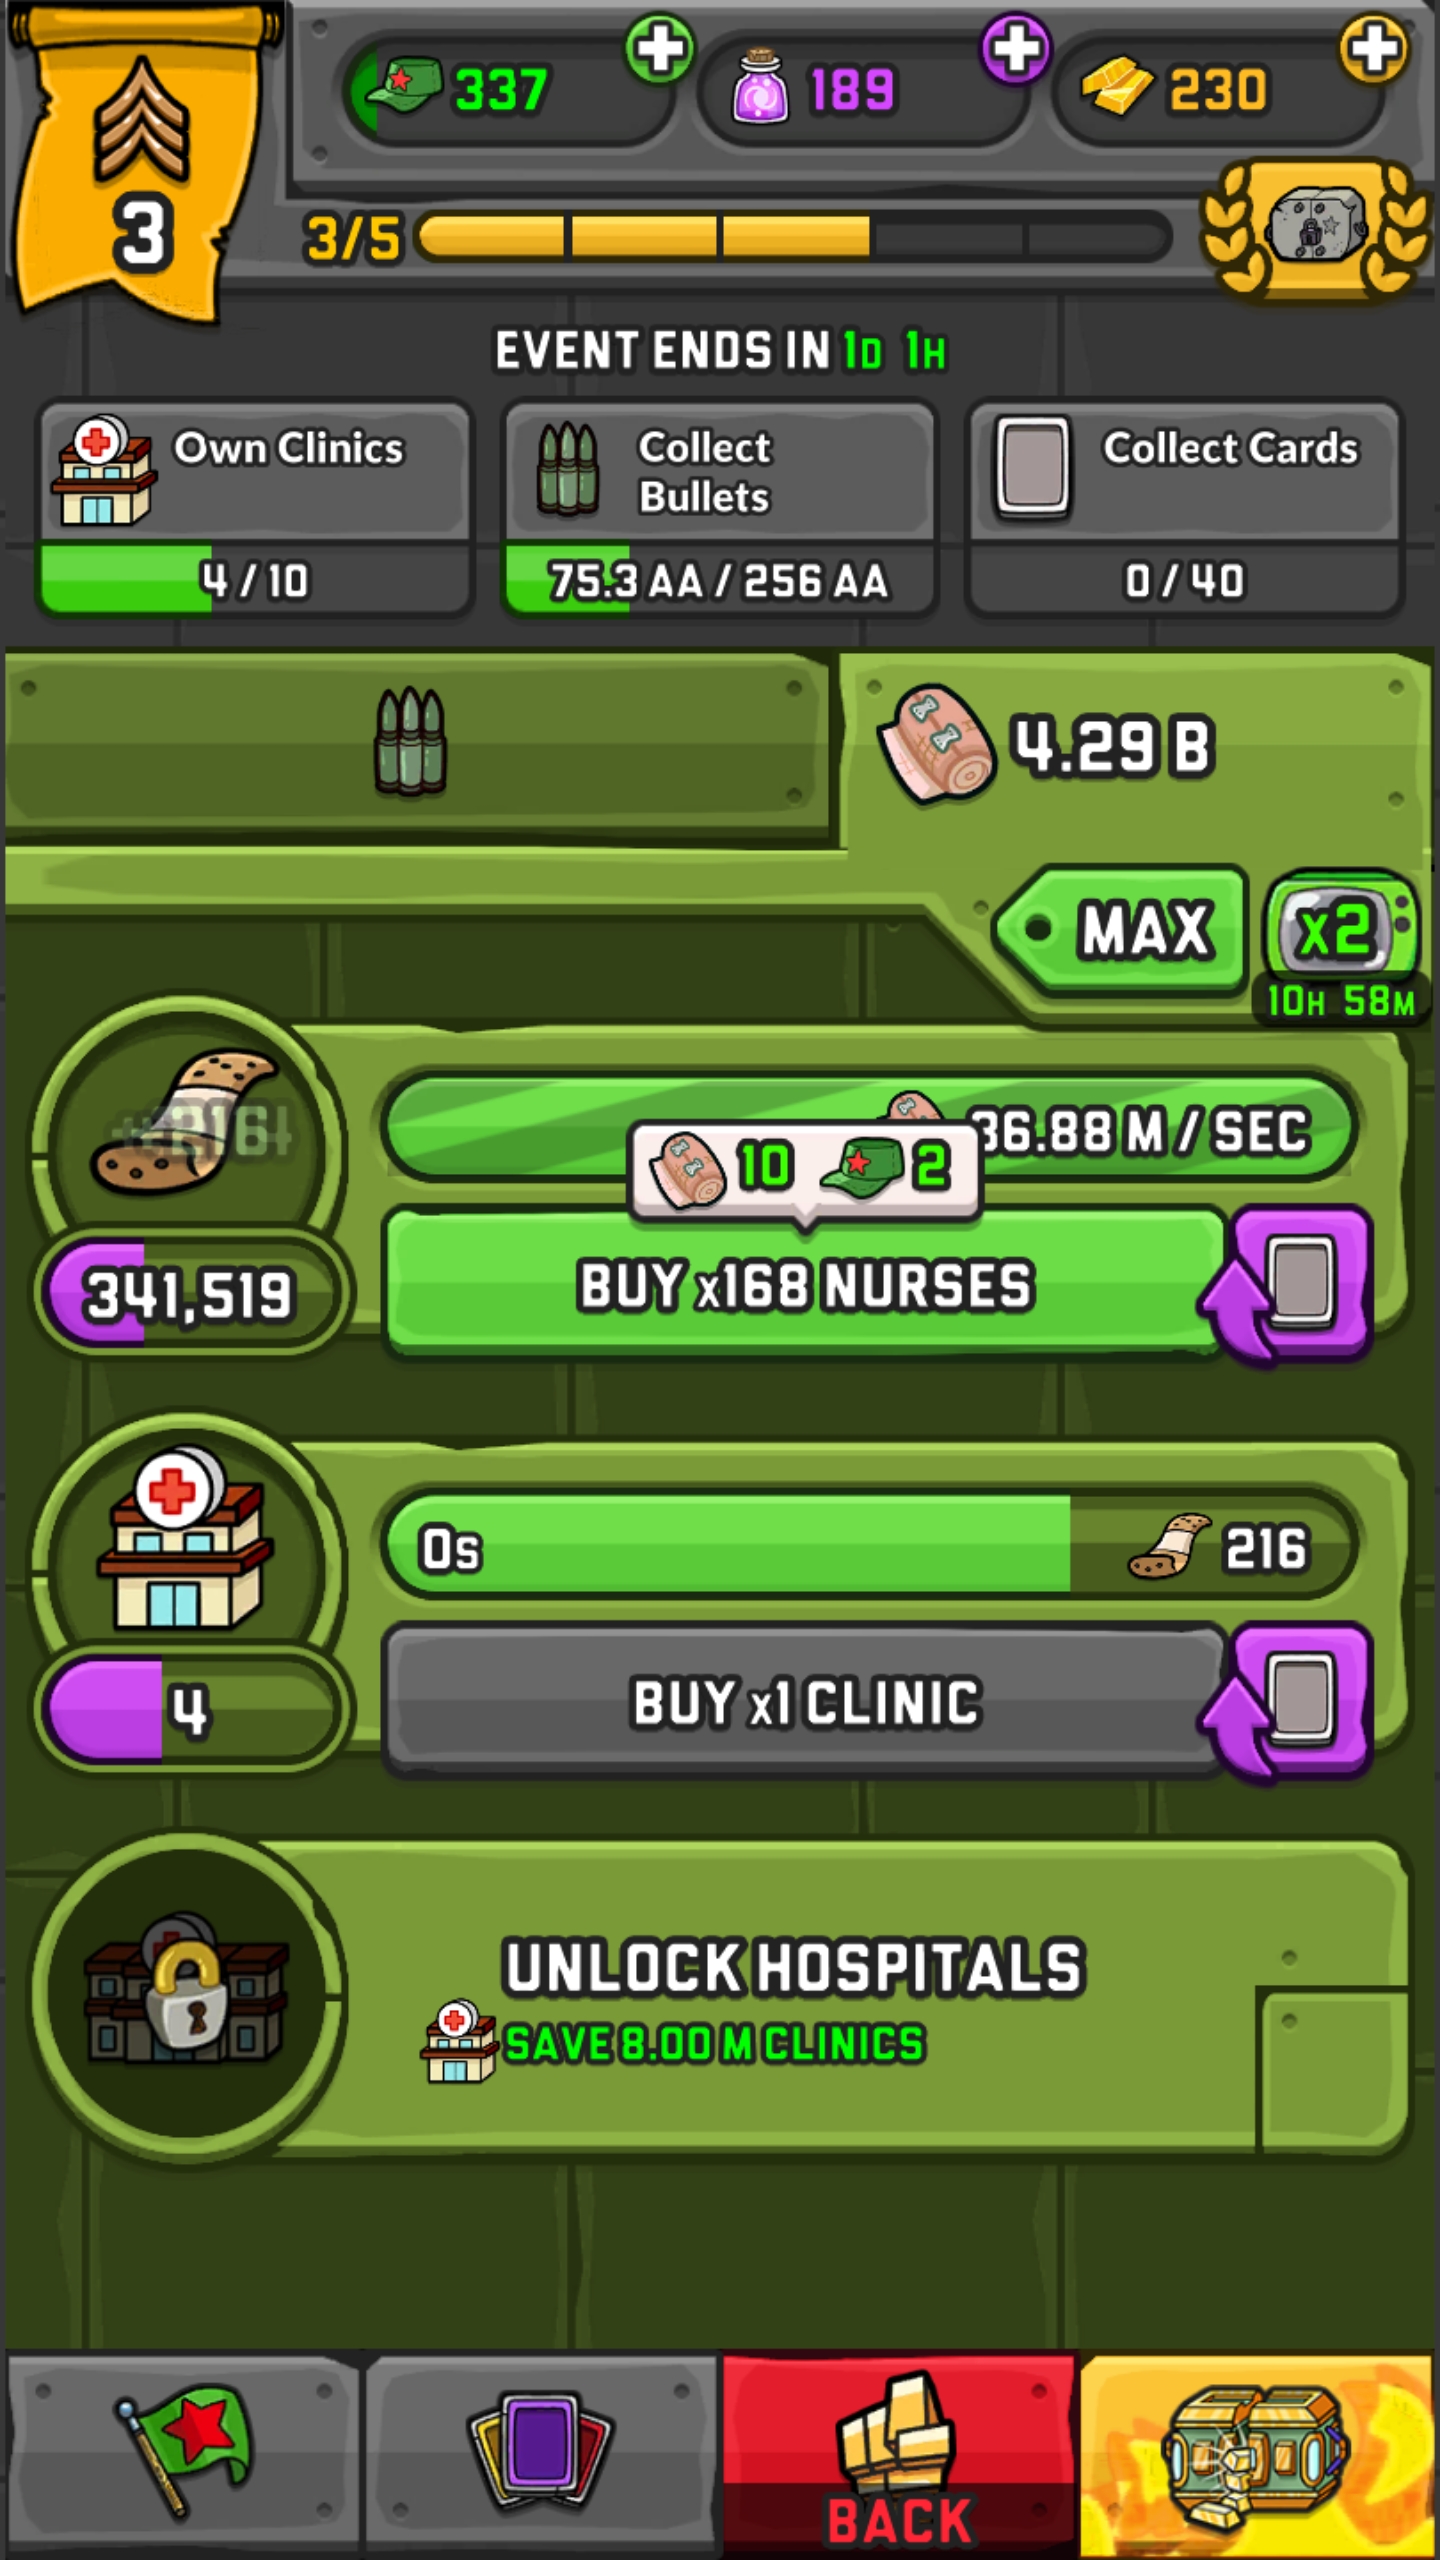 337
189
230
3
3/5
EVENT ENDS IN 1D 1H
Own Clinics
4 / 10
Collect
Bullets
75.3 AA / 256 AA
Collect Cards
0 / 40
4.29 B
MAX
x2
10H 58M
36.88 M / SEC
10
2
341,519
BUY x168 NURSES
0s
216
4
BUY x1 CLINIC
UNLOCK HOSPITALS
SAVE 8.00 M CLINICS
BACK